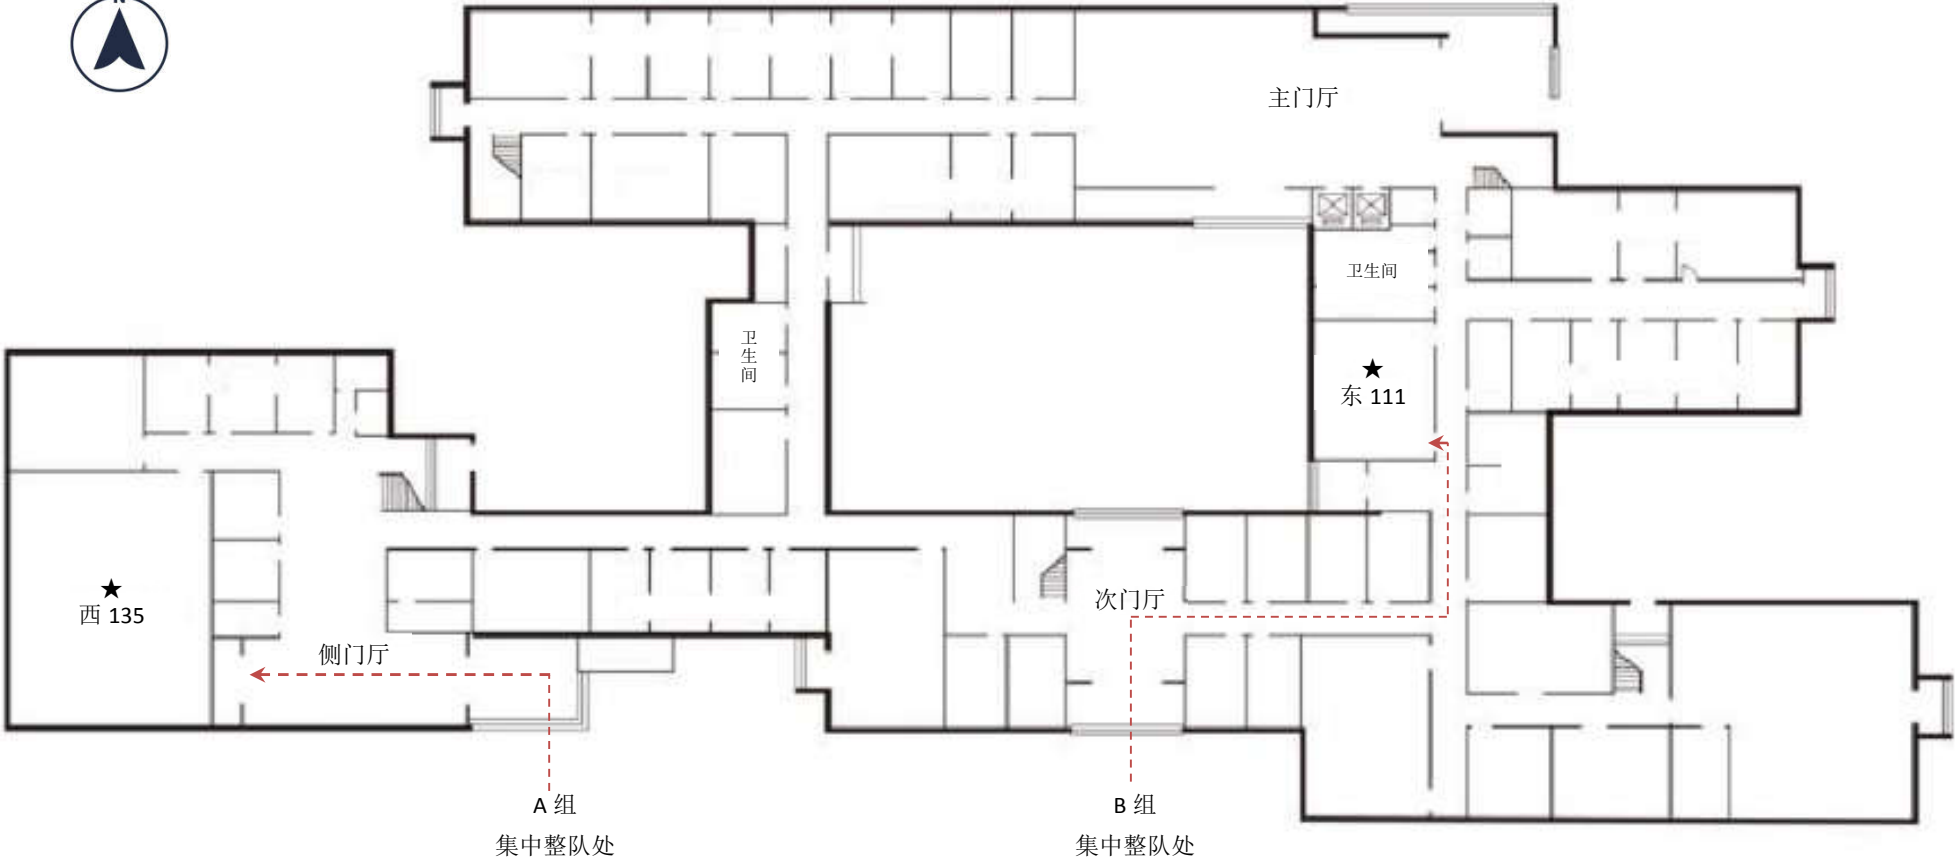 N
主门厅
卫生间
卫生间
★
东 111
★
西 135
次门厅
侧门厅
A 组
集中整队处
B 组
集中整队处